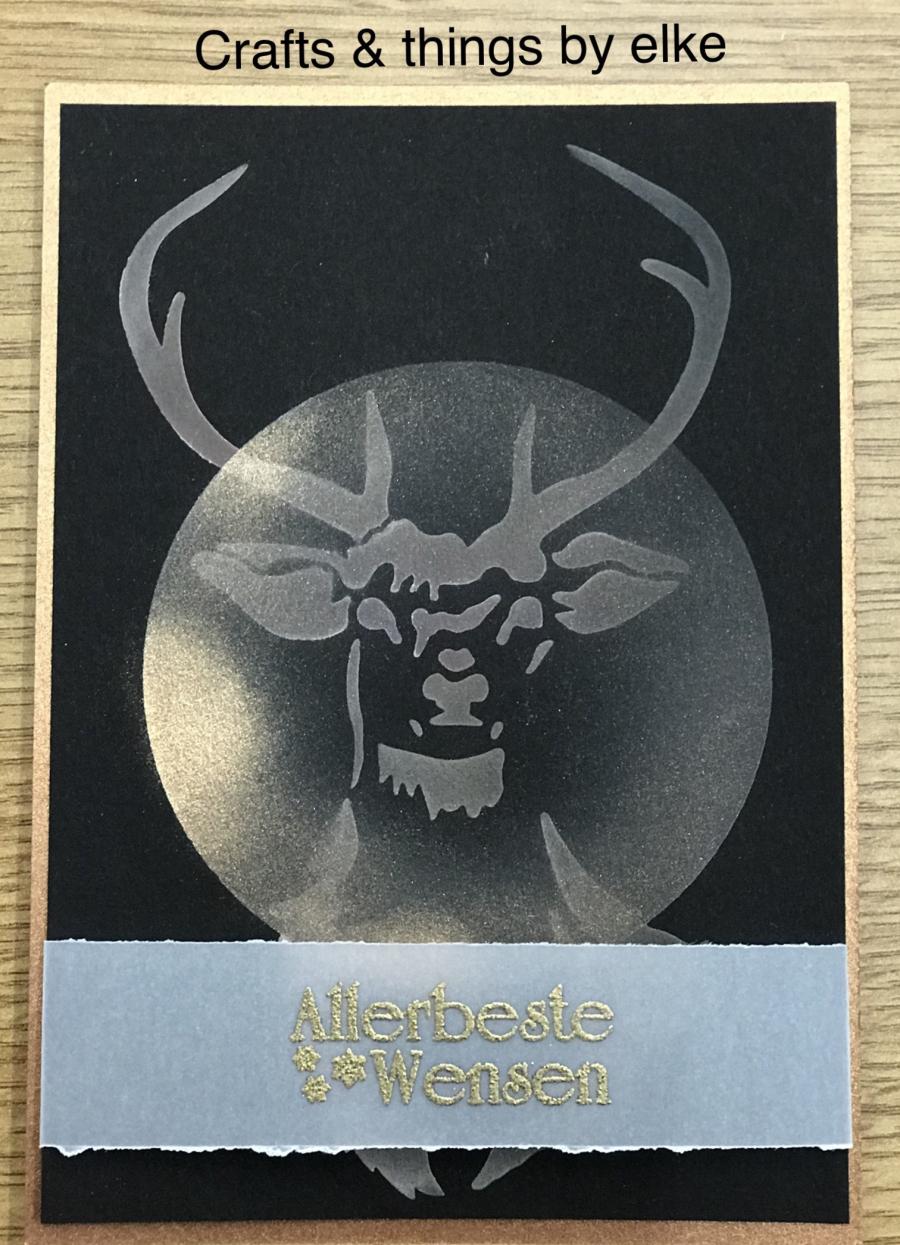 Crafts & things by elke
Allerbeste
Wensen